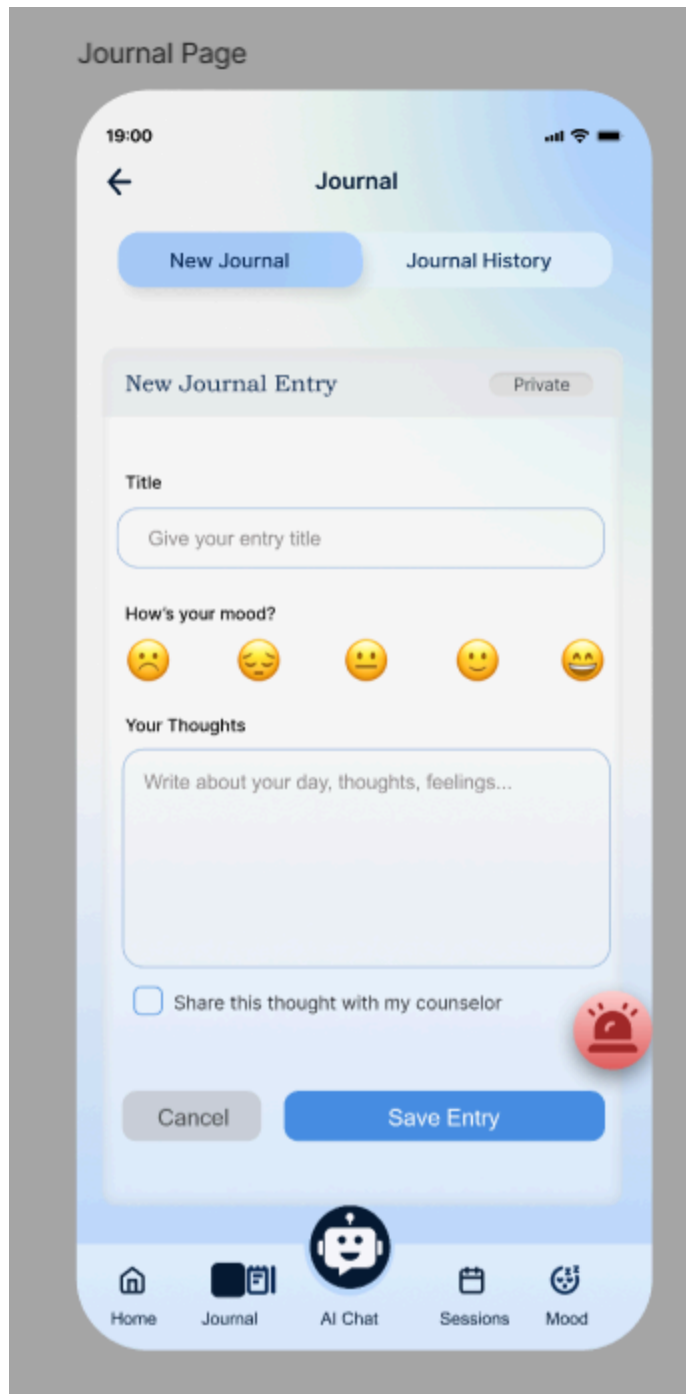 Journal Page
19:00
Journal
New Journal
Journal History
New Journal Entry
Private
Title
Give your entry title
How's your mood?
Your Thoughts
Write about your day, thoughts, feelings...
Share this thought with my counselor
Cancel
Save Entry
Home
Journal
AI Chat
Sessions
Mood